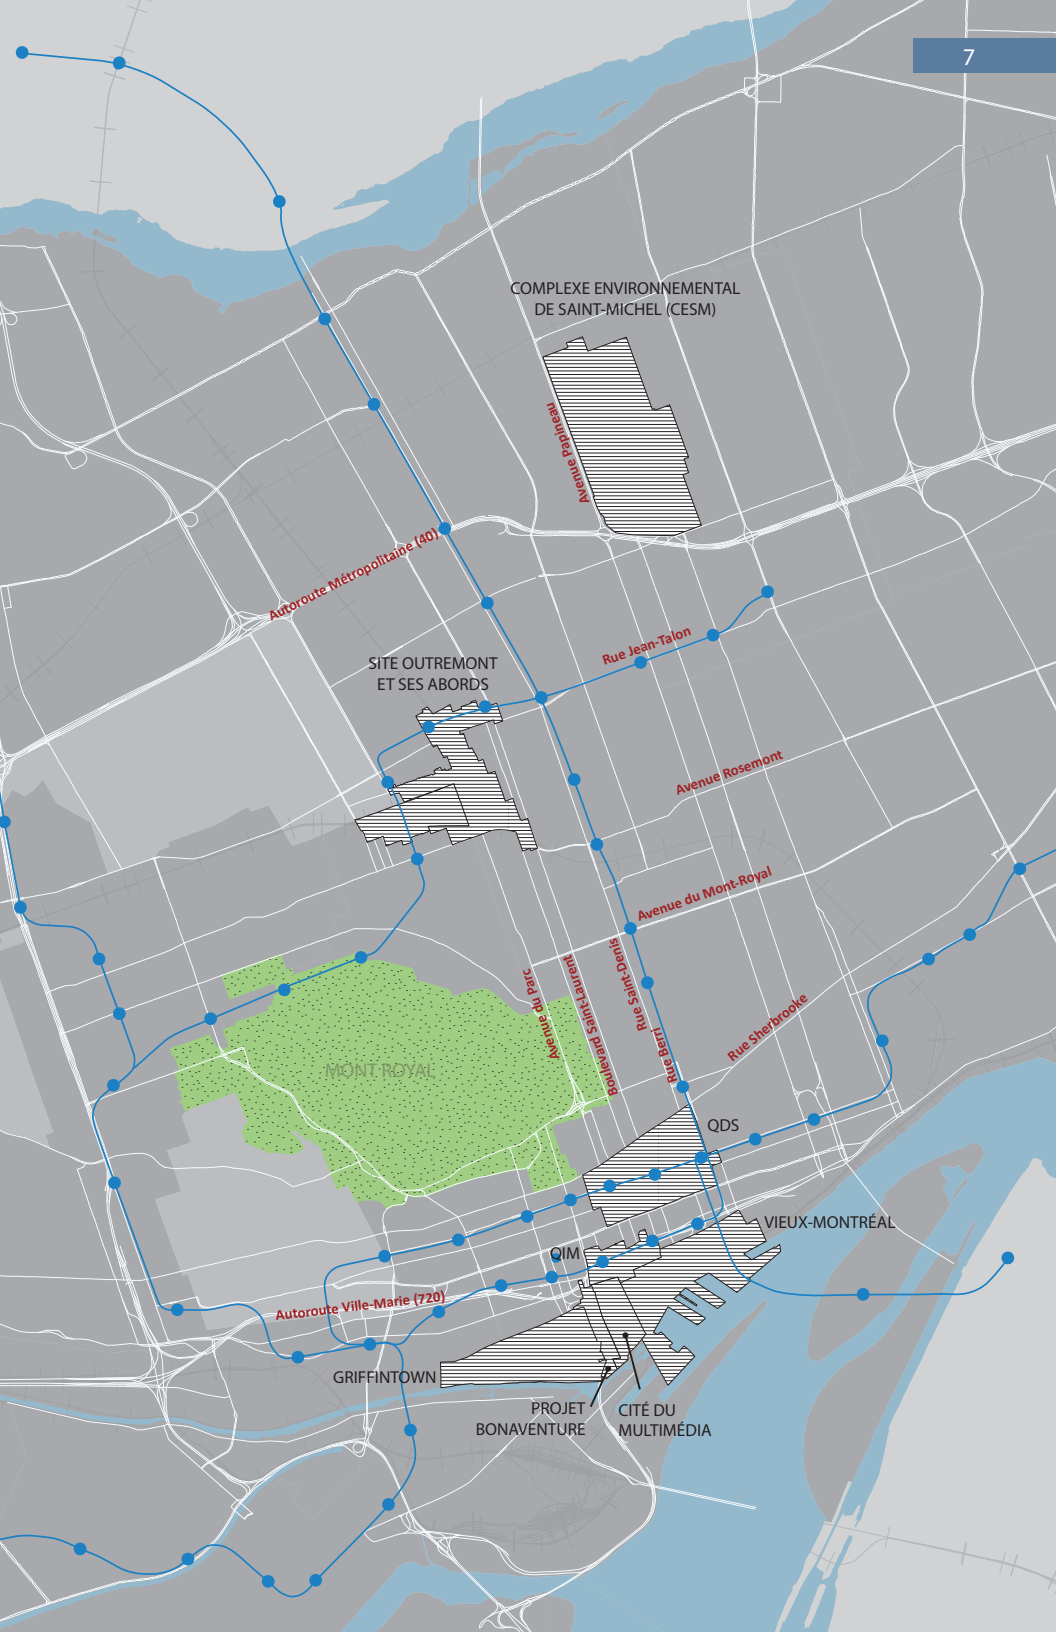 7
COMPLEXE ENVIRONNEMENTAL
DE SAINT-MICHEL (CESM)
Avenue Papineau
Autoroute Métropolitaine (40)
Rue Jean-Talon
SITE OUTREMONT
ET SES ABORDS
Avenue Rosemont
Avenue du Mont-Royal
Avenue du Parc
Boulevard Saint-Laurent
Rue Saint-Denis
Rue Berri
Rue Sherbrooke
MONT ROYAL
QDS
VIEUX-MONTRÉAL
QIM
Autoroute Ville-Marie (720)
GRIFFINTOWN
PROJET
BONAVENTURE
CITÉ DU
MULTIMÉDIA